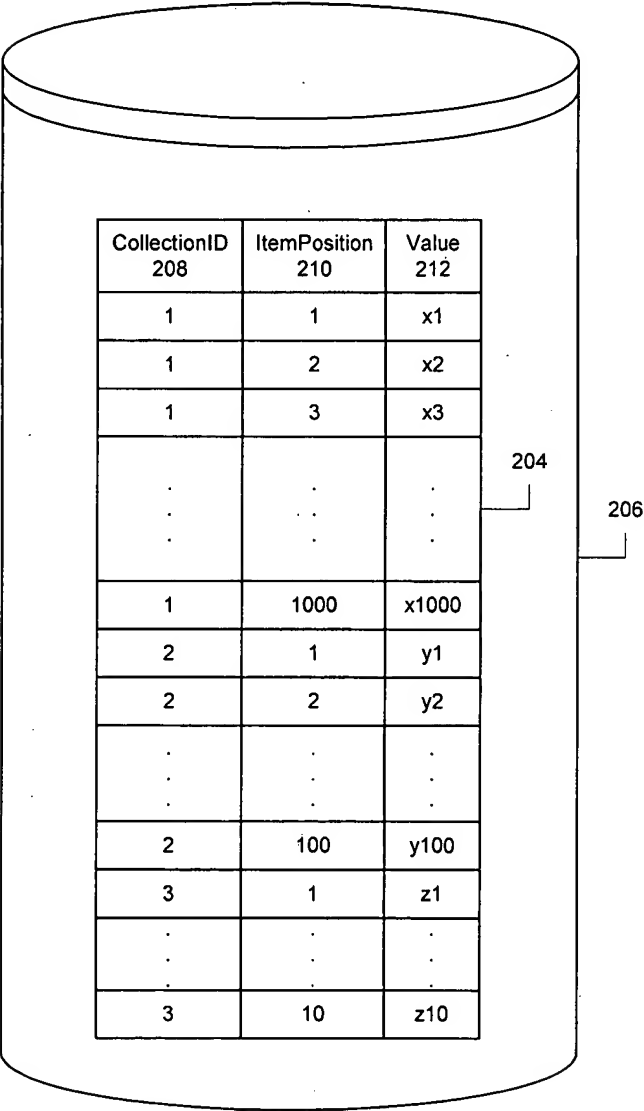 CollectionID ItemPosition Value
208 210 212
1 1 x1
1 2 x2
1 3 x3
204
206
1 1000 x1000
2 1 y1
2 2 y2
2 100 y100
3 1 z1
3 10 z10